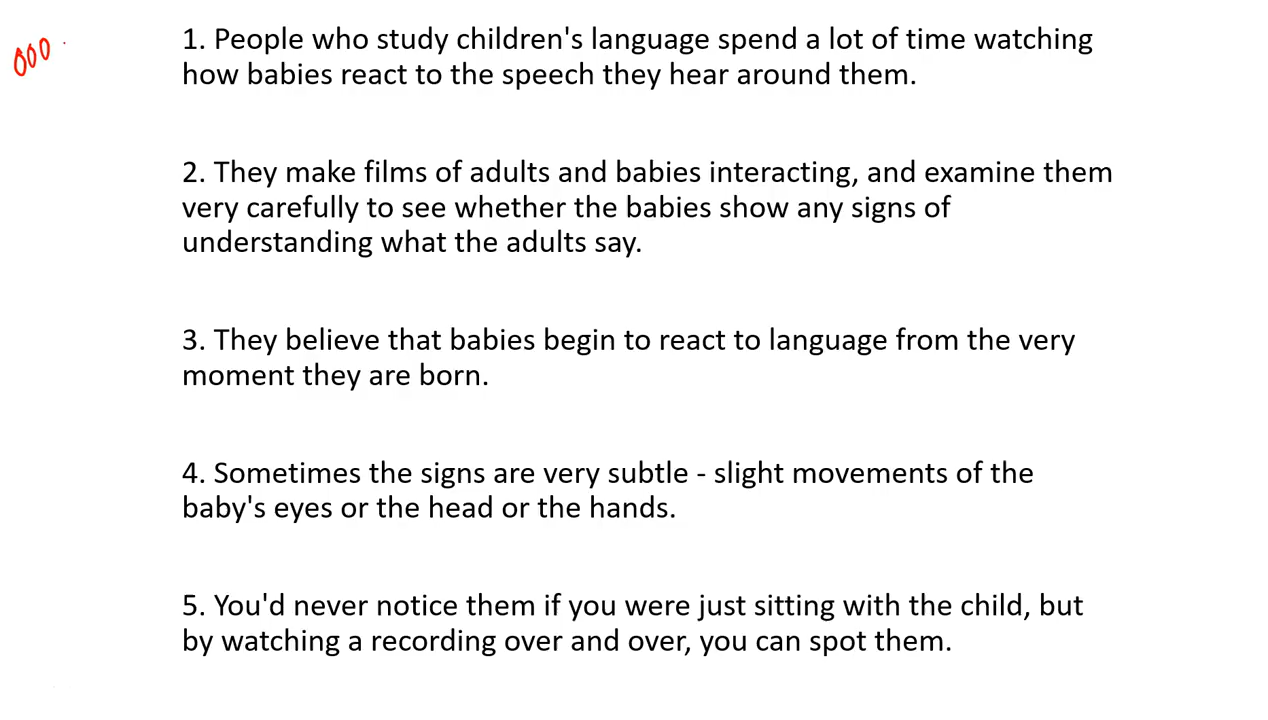 1. People who study children's language spend a lot of time watching
how babies react to the speech they hear around them.
2. They make films of adults and babies interacting, and examine them
very carefully to see whether the babies show any signs of
understanding what the adults say.
3. They believe that babies begin to react to language from the very
moment they are born.
4. Sometimes the signs are very subtle - slight movements of the
baby's eyes or the head or the hands.
5. You'd never notice them if you were just sitting with the child, but
by watching a recording over and over, you can spot them.